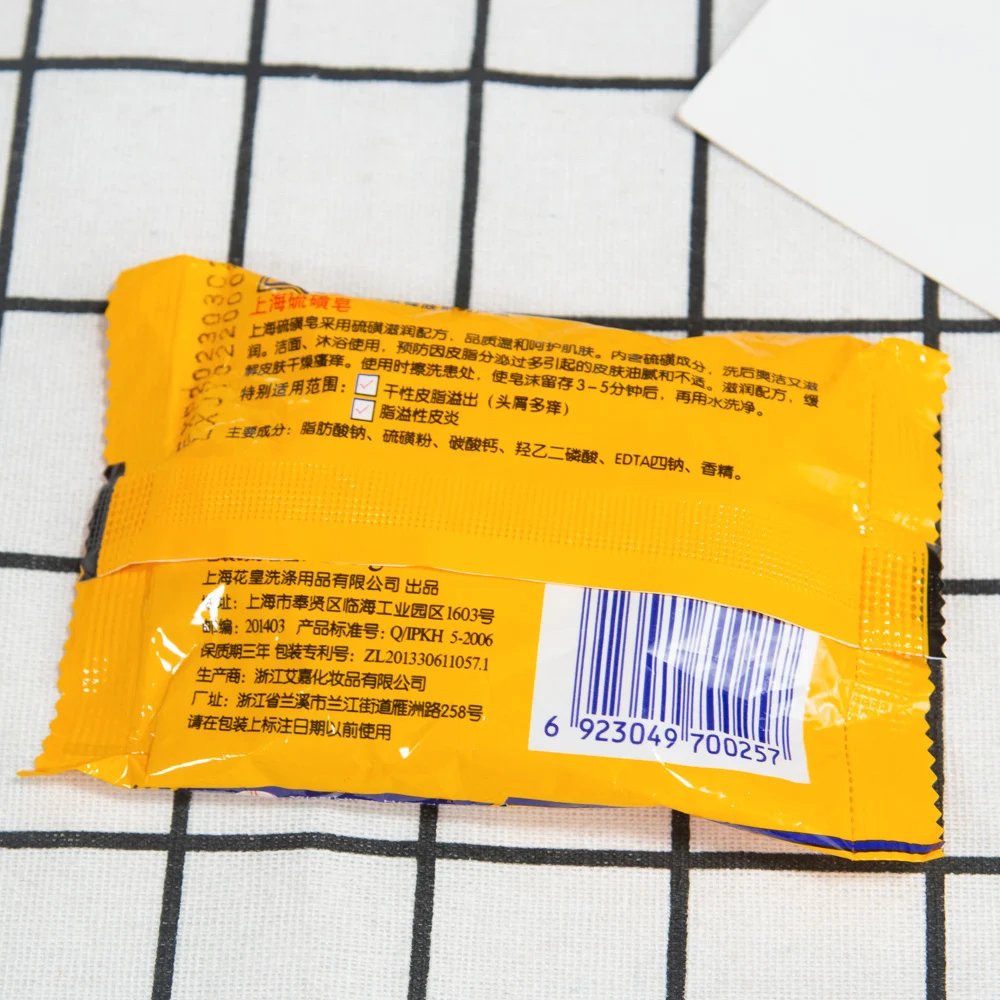 上海硫磺皂
上海硫磺皂采用硫磺滋润配方，品质温和呵护肌肤。内含硫磺成分，洗后爽洁又滋
润。洁面、沐浴使用，预防因皮脂分泌过多引起的皮肤油腻和不适。滋润配方，缓
解皮肤干燥瘙痒。使用时擦洗患处，使皂沫留存3-5分钟后，再用水洗净。
特别适用范围：☑干性皮脂溢出（头屑多痒）
☑脂溢性皮炎
主要成分：脂肪酸钠、硫磺粉、碳酸钙、羟乙二磷酸、EDTA四钠、香精。
上海花皇洗涤用品有限公司 出品
地址：上海市奉贤区临海工业园区1603号
邮编：201403 产品标准号：Q/IPKH 5-2006
保质期三年 包装专利号：ZL201330611057.1
生产商：浙江艾嘉化妆品有限公司
厂址：浙江省兰溪市兰江街道雁洲路258号
请在包装上标注日期以前使用
6 923049 700257